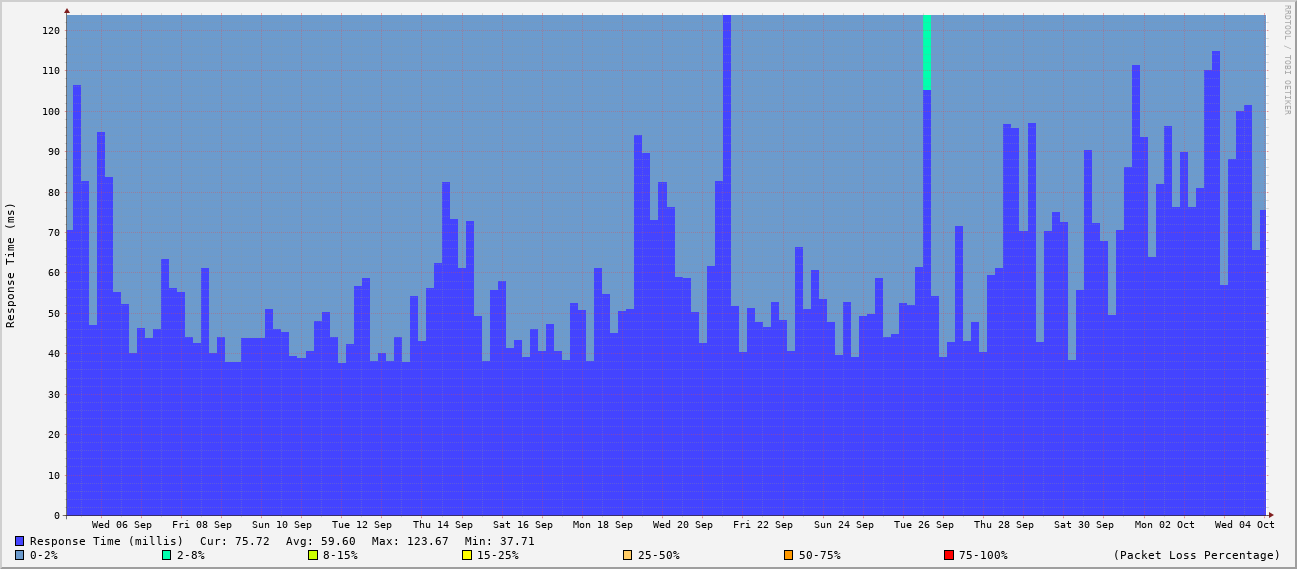 RRDTOOL / TOBI OETIKER
Response Time (ms)
120
110
100
90
80
70
60
50
40
30
20
10
0
Wed 06 Sep Fri 08 Sep Sun 10 Sep Tue 12 Sep Thu 14 Sep Sat 16 Sep Mon 18 Sep Wed 20 Sep Fri 22 Sep Sun 24 Sep Tue 26 Sep Thu 28 Sep Sat 30 Sep Mon 02 Oct Wed 04 Oct
Response Time (millis) Cur: 75.72 Avg: 59.60 Max: 123.67 Min: 37.71
0-2% 2-8% 8-15% 15-25% 25-50% 50-75% 75-100% (Packet Loss Percentage)